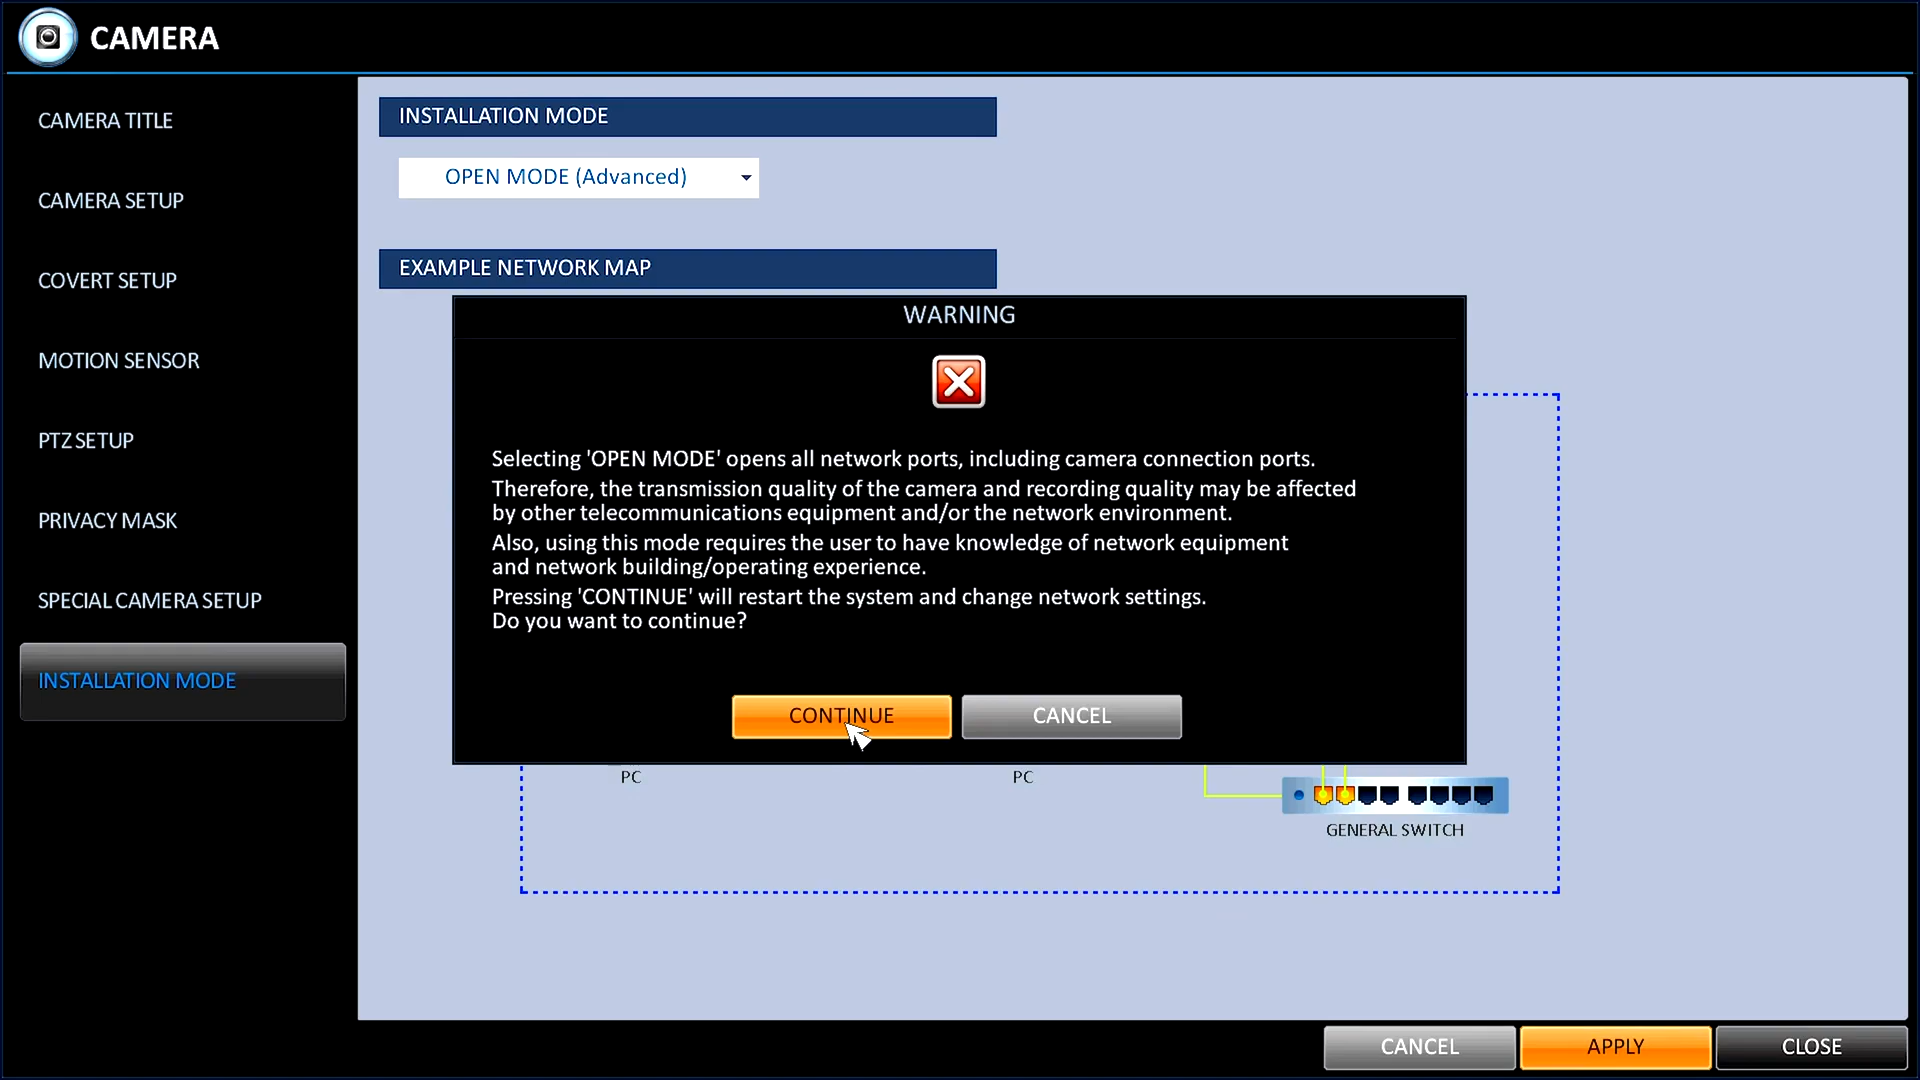 CAMERA
CAMERA TITLE
CAMERA SETUP
COVERT SETUP
MOTION SENSOR
PTZ SETUP
PRIVACY MASK
SPECIAL CAMERA SETUP
INSTALLATION MODE
INSTALLATION MODE
OPEN MODE (Advanced)
EXAMPLE NETWORK MAP
WARNING
Selecting 'OPEN MODE' opens all network ports, including camera connection ports.
Therefore, the transmission quality of the camera and recording quality may be affected
by other telecommunications equipment and/or the network environment.
Also, using this mode requires the user to have knowledge of network equipment
and network building/operating experience.
Pressing 'CONTINUE' will restart the system and change network settings.
Do you want to continue?
CONTINUE
CANCEL
PC
PC
GENERAL SWITCH
CANCEL
APPLY
CLOSE